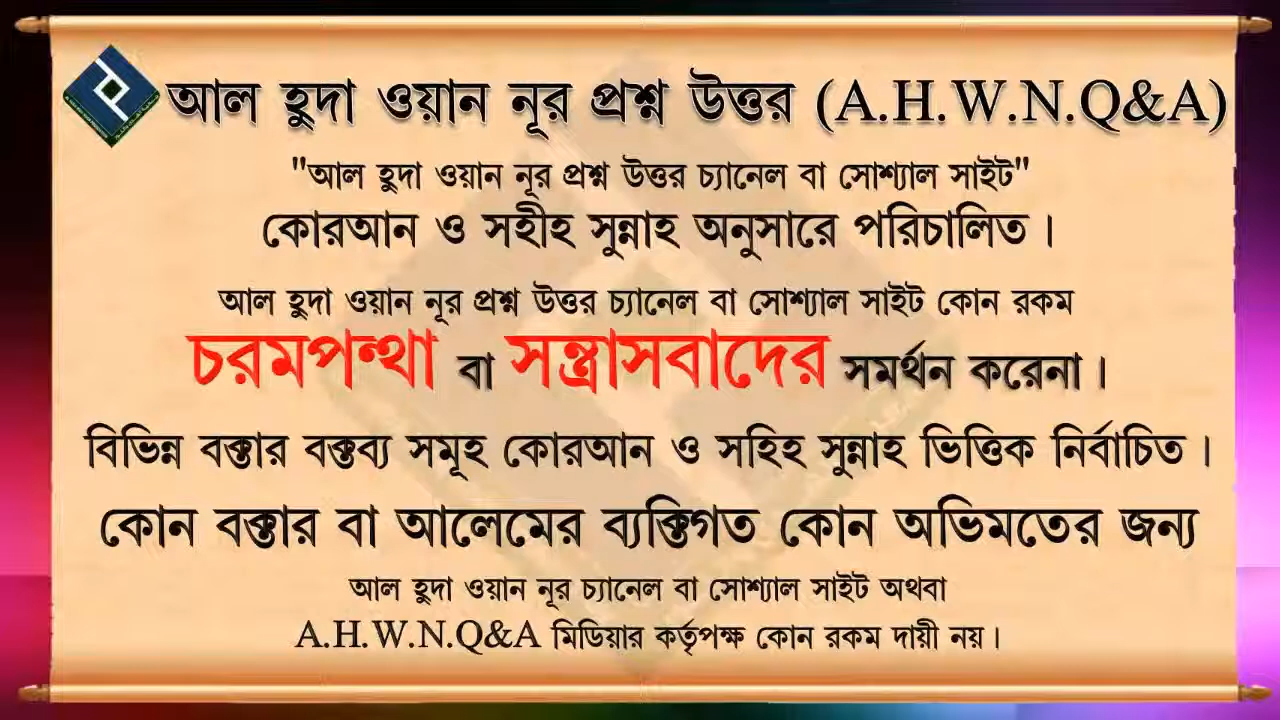 আল হুদা ওয়ান নূর প্রশ্ন উত্তর (A.H.W.N.Q&A)
"আল হুদা ওয়ান নূর প্রশ্ন উত্তর চ্যানেল বা সোশ্যাল সাইট"
কোরআন ও সহীহ সুন্নাহ অনুসারে পরিচালিত।
আল হুদা ওয়ান নূর প্রশ্ন উত্তর চ্যানেল বা সোশ্যাল সাইট কোন রকম
চরমপন্থা বা সন্ত্রাসবাদের সমর্থন করেনা।
বিভিন্ন বক্তার বক্তব্য সমূহ কোরআন ও সহিহ সুন্নাহ ভিত্তিক নির্বাচিত।
কোন বক্তার বা আলেমের ব্যক্তিগত কোন অভিমতের জন্য
আল হুদা ওয়ান নূর চ্যানেল বা সোশ্যাল সাইট অথবা
A.H.W.N.Q&A মিডিয়ার কর্তৃপক্ষ কোন রকম দায়ী নয়।